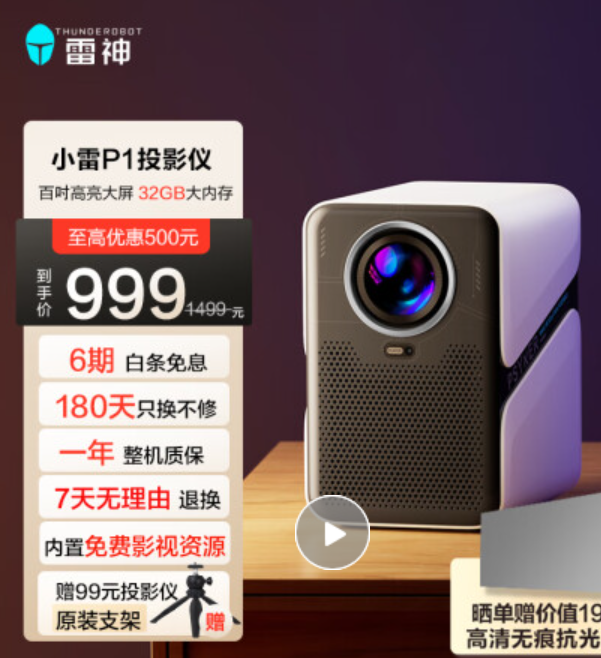 THUNDEROBOT
雷神
小雷P1投影仪
百吋高亮大屏 32GB大内存
至高优惠500元
到手价 999 1499元
6期 白条免息
180天只换不修
一年 整机质保
7天无理由 退换
内置免费影视资源
赠99元投影仪
原装支架 赠
晒单赠价值19
高清无痕抗光